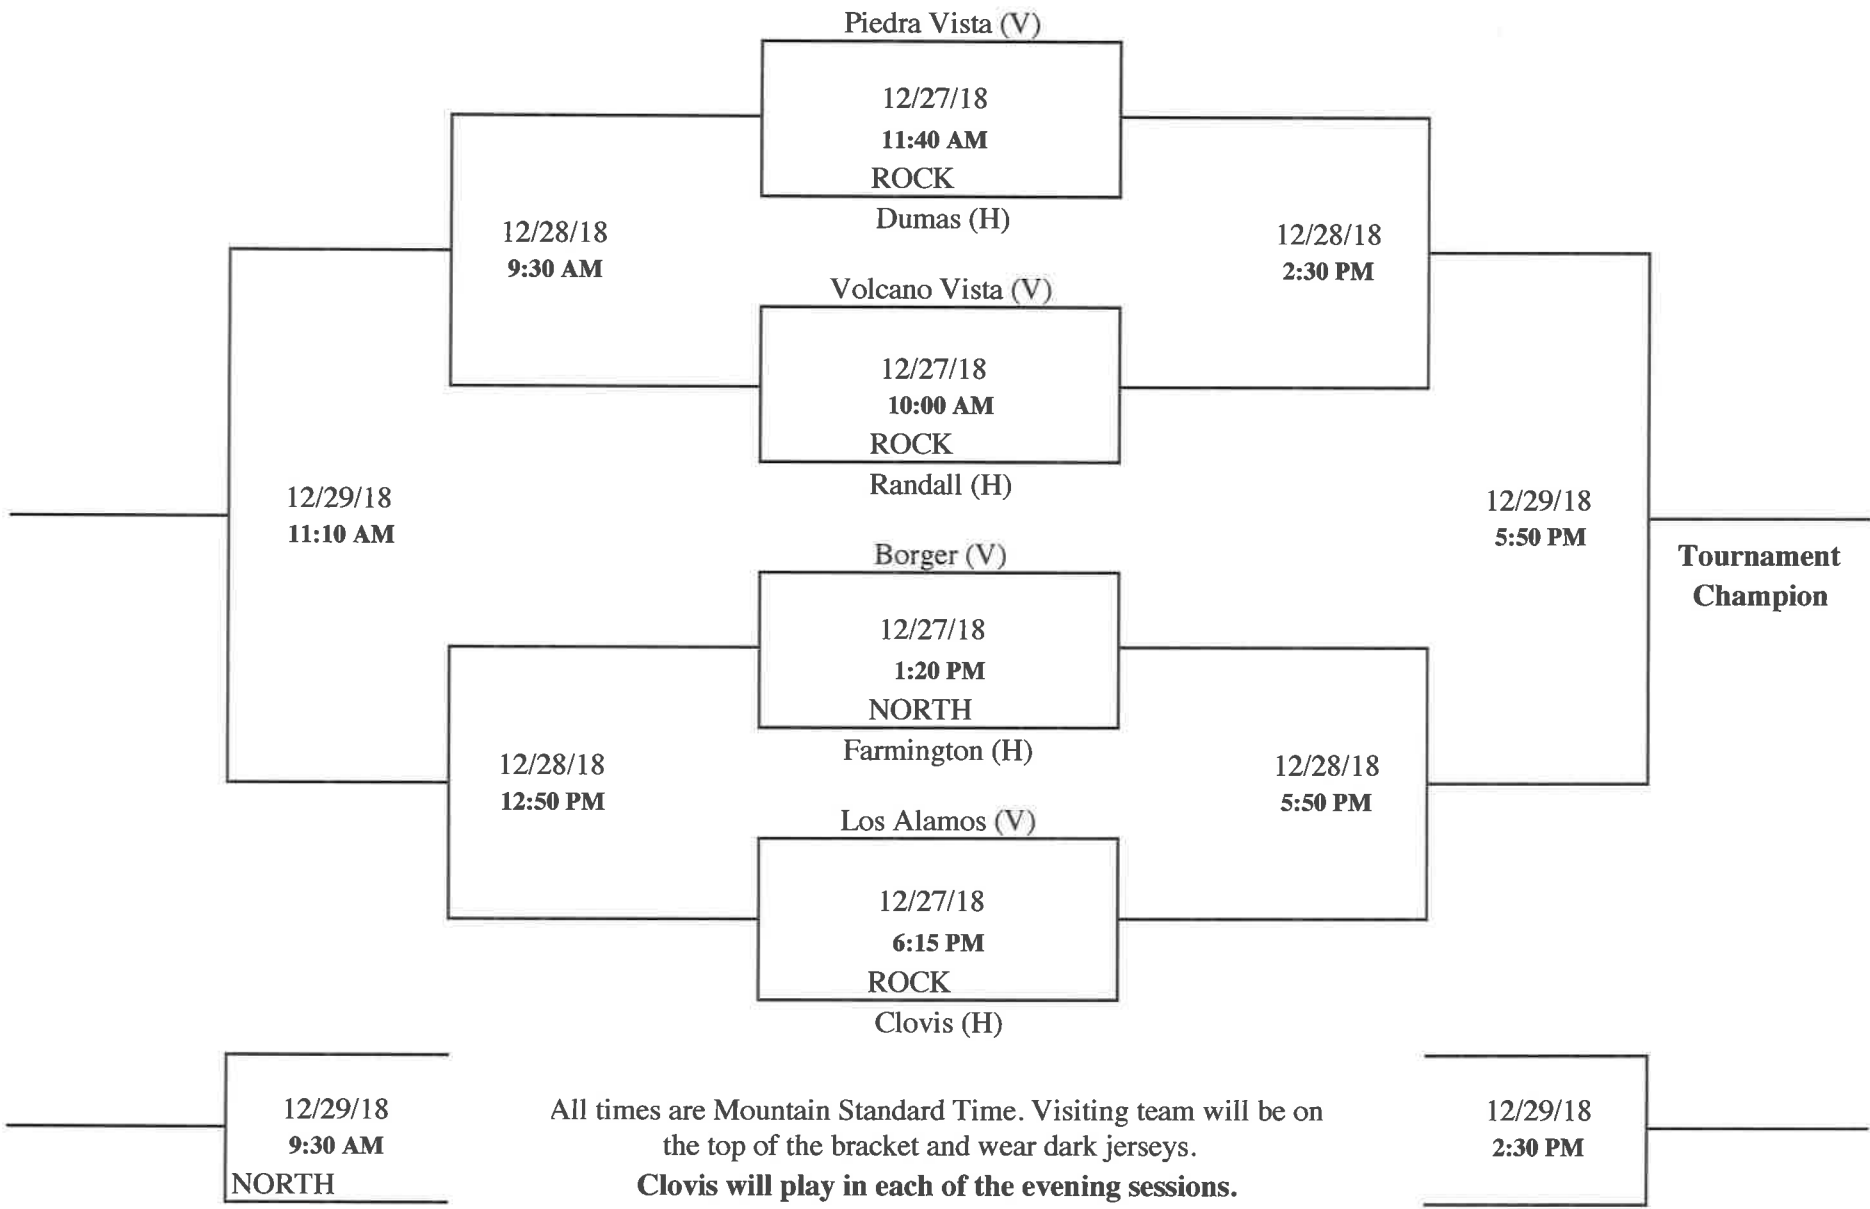 Piedra Vista (V)
12/27/18
11:40 AM
ROCK
Dumas (H)
12/28/18
9:30 AM
12/28/18
2:30 PM
Volcano Vista (V)
12/27/18
10:00 AM
ROCK
Randall (H)
12/29/18
11:10 AM
12/29/18
5:50 PM
Tournament
Champion
Borger (V)
12/27/18
1:20 PM
NORTH
Farmington (H)
12/28/18
12:50 PM
12/28/18
5:50 PM
Los Alamos (V)
12/27/18
6:15 PM
ROCK
Clovis (H)
12/29/18
9:30 AM
NORTH
All times are Mountain Standard Time. Visiting team will be on
the top of the bracket and wear dark jerseys.
Clovis will play in each of the evening sessions.
12/29/18
2:30 PM